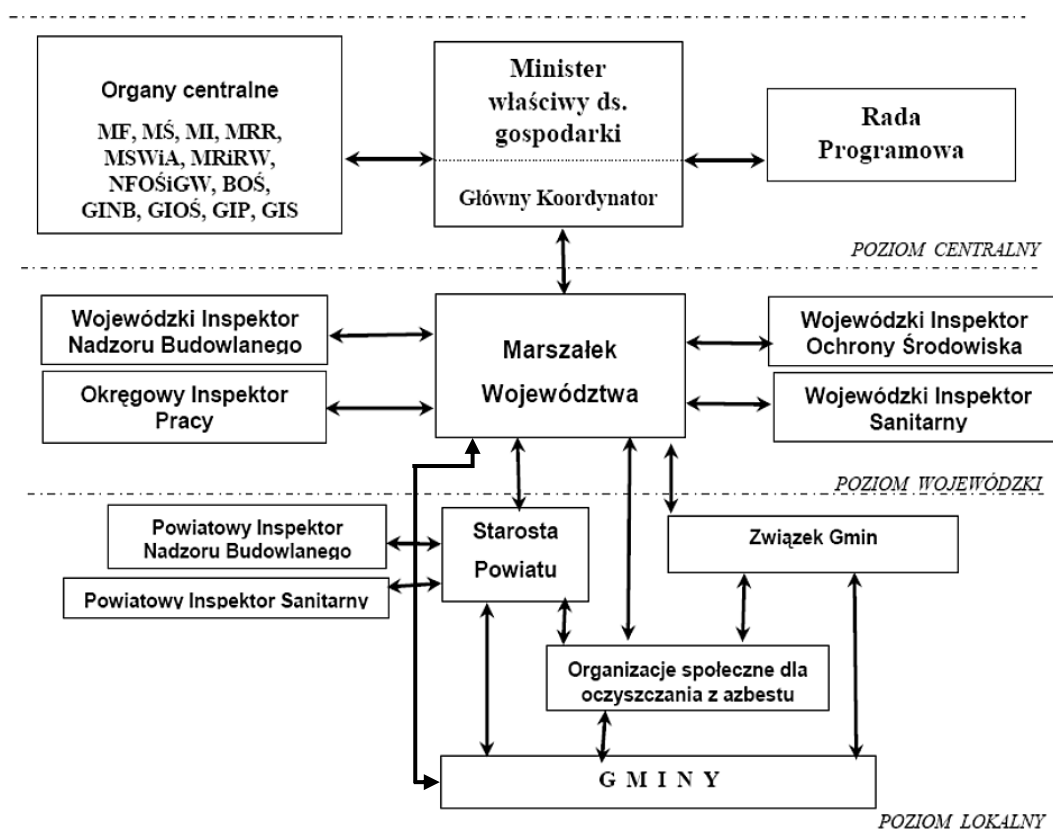 Organy centralne
MF, MŚ, MI, MRR,
MSWiA, MRiRW,
NFOŚiGW, BOŚ,
GINB, GIOŚ, GIP, GIS
Minister
właściwy ds.
gospodarki
Główny Koordynator
Rada
Programowa
POZIOM CENTRALNY
Wojewódzki Inspektor
Nadzoru Budowlanego
Okręgowy Inspektor
Pracy
Marszałek
Województwa
Wojewódzki Inspektor
Ochrony Środowiska
Wojewódzki Inspektor
Sanitarny
POZIOM WOJEWÓDZKI
Powiatowy Inspektor
Nadzoru Budowlanego
Powiatowy Inspektor Sanitarny
Starosta
Powiatu
Związek Gmin
Organizacje społeczne dla
oczyszczania z azbestu
G M I N Y
POZIOM LOKALNY